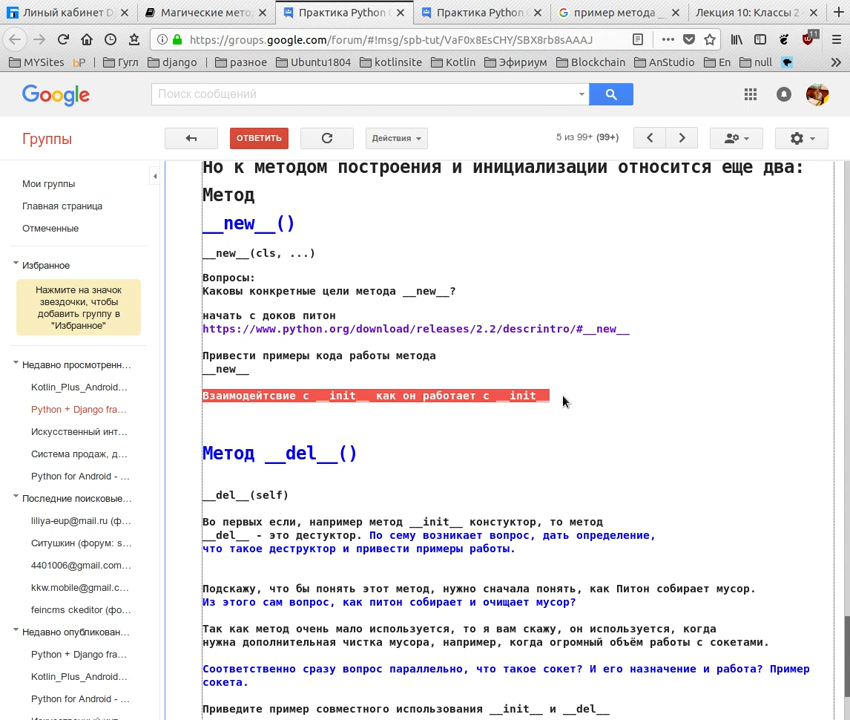 Линый кабинет D
Магические мето
Практика Python (
Практика Python (
пример метода __
Лекция 10: Классы 2
https://groups.google.com/forum/#!msg/spb-tut/VaF0x8EsCHY/SBX8rb8sAAAJ
11
MYSites
bP
Гугл
django
разное
Ubuntu1804
kotlinsite
Kotlin
Эфириум
Blockchain
AnStudio
En
null
Google
Поиск сообщений
Группы
ОТВЕТИТЬ
Действия
5 из 99+ (99+)
Мои группы
Главная страница
Отмеченные
Избранное
Нажмите на значок
звездочки, чтобы
добавить группу в
"Избранное"
Недавно просмотренн...
Kotlin_Plus_Android...
Python + Django fra...
Искусственный инт...
Система продаж, д...
Python for Android - ...
Последние поисковые...
liliya-eup@mail.ru (ф...
Ситушкин (форум: s...
4401006@gmail.com...
kkw.mobile@gmail.c...
feincms ckeditor (фо...
Недавно опубликован...
Python + Django fra...
Kotlin_Plus_Android...
Python for Android - ...
Но к методом построения и инициализации относится еще два:
Метод
__new__()
__new__(cls, ...)
Вопросы:
Каковы конкретные цели метода __new__?
начать с доков питон
https://www.python.org/download/releases/2.2/descrintro/#__new__
Привести примеры кода работы метода
__new__
Взаимодейтсвие с __init__ как он работает с __init__
Метод __del__()
__del__(self)
Во первых если, например метод __init__ констуктор, то метод
__del__ - это дестуктор. По сему возникает вопрос, дать определение,
что такое деструктор и привести примеры работы.
Подскажу, что бы понять этот метод, нужно сначала понять, как Питон собирает мусор.
Из этого сам вопрос, как питон собирает и очищает мусор?
Так как метод очень мало используется, то я вам скажу, он используется, когда
нужна дополнительная чистка мусора, например, когда огромный объём работы с сокетами.
Соответственно сразу вопрос параллельно, что такое сокет? И его назначение и работа? Пример
сокета.
Приведите пример совместного использования __init__ и __del__